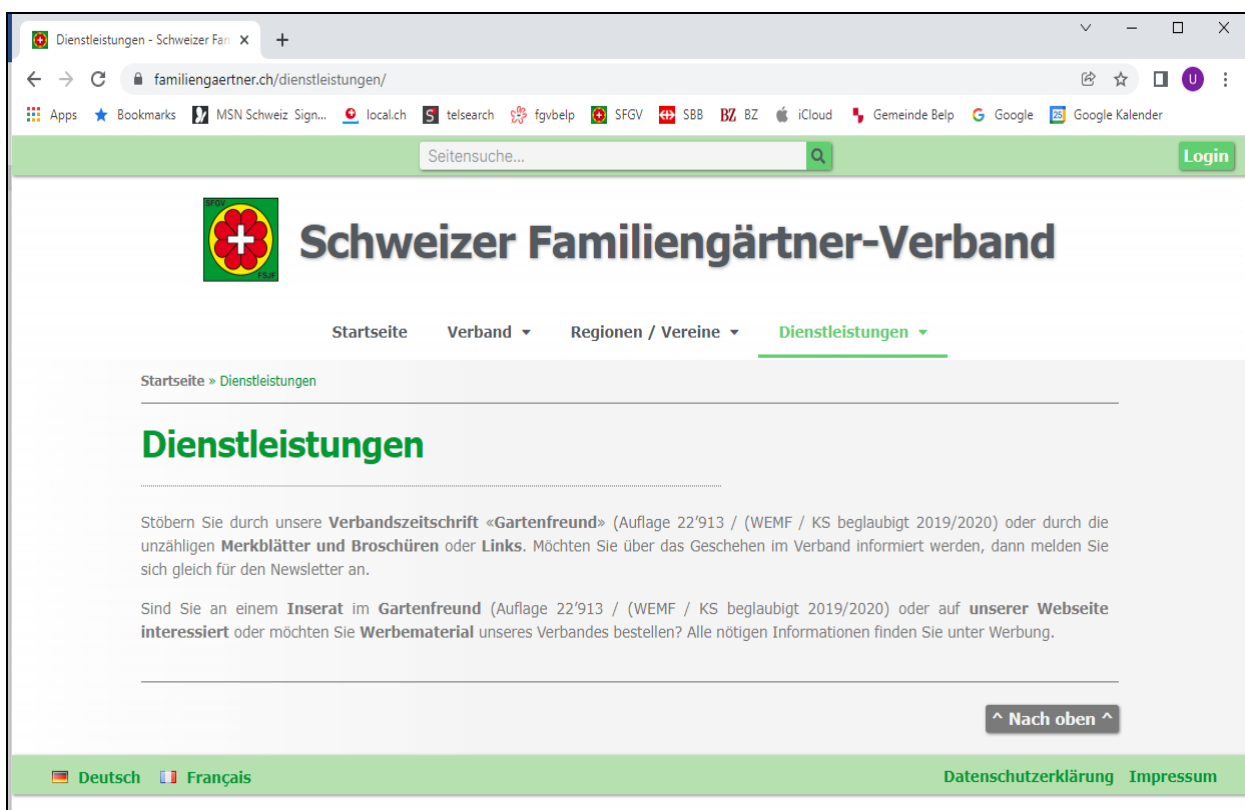 Dienstleistungen - Schweizer Fam
familiengaertner.ch/dienstleistungen/
U
Apps Bookmarks MSN Schweiz Sign... local.ch telsearch fgvbelp SFGV SBB BZ BZ iCloud Gemeinde Belp G Google 25 Google Kalender
Seitensuche...
Login
SFGV
FSJF
Schweizer Familiengärtner-Verband
Startseite Verband Regionen / Vereine Dienstleistungen
Startseite » Dienstleistungen
Dienstleistungen
Stöbern Sie durch unsere Verbandszeitschrift «Gartenfreund» (Auflage 22’913 / (WEMF / KS beglaubigt 2019/2020) oder durch die
unzähligen Merkblätter und Broschüren oder Links. Möchten Sie über das Geschehen im Verband informiert werden, dann melden Sie
sich gleich für den Newsletter an.
Sind Sie an einem Inserat im Gartenfreund (Auflage 22’913 / (WEMF / KS beglaubigt 2019/2020) oder auf unserer Webseite
interessiert oder möchten Sie Werbematerial unseres Verbandes bestellen? Alle nötigen Informationen finden Sie unter Werbung.
^ Nach oben ^
Deutsch Français
Datenschutzerklärung Impressum